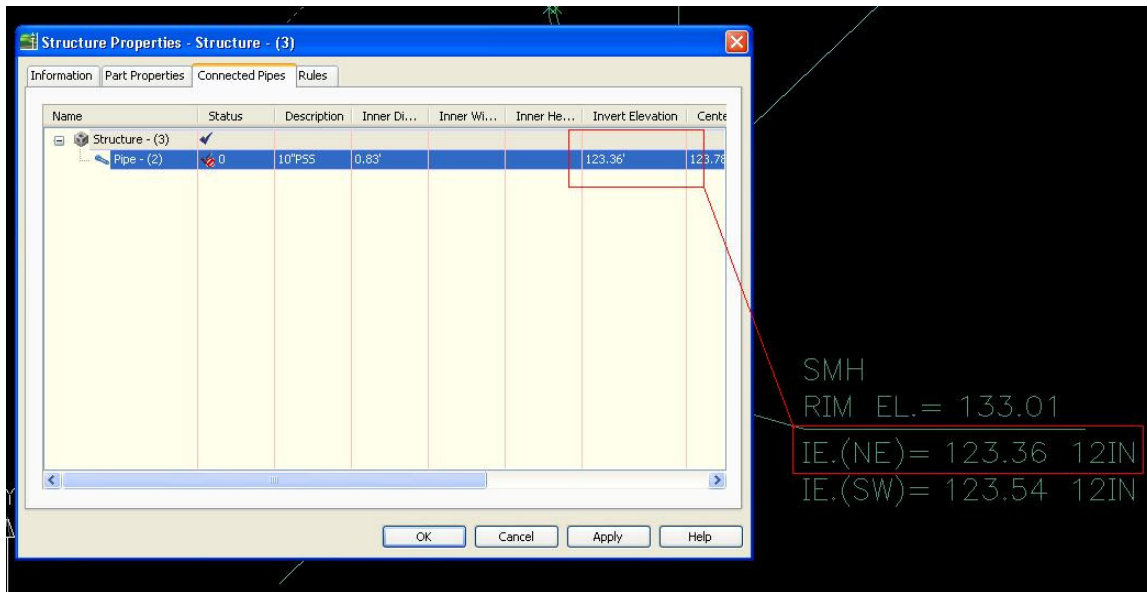 Structure Properties - Structure - (3)
Information Part Properties Connected Pipes Rules
Name Status Description Inner Di... Inner Wi... Inner He... Invert Elevation Cente
Structure - (3)
Pipe - (2) 0 10"PSS 0.83' 123.36' 123.78
SMH
RIM EL.= 133.01
IE.(NE)= 123.36 12IN
IE.(SW)= 123.54 12IN
OK Cancel Apply Help